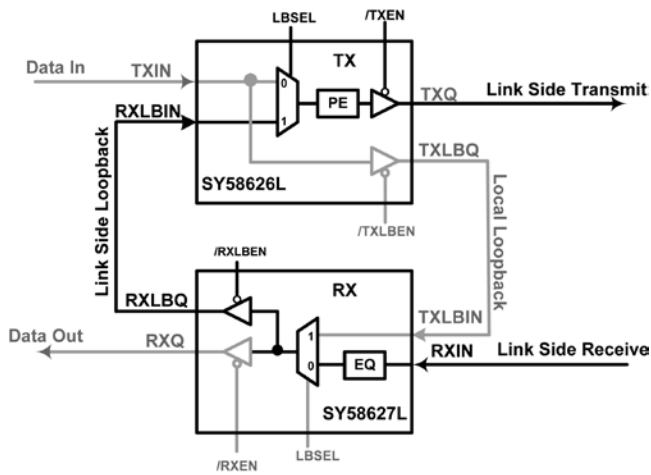 LBSEL
/TXEN
TX
Data In
TXIN
0
PE
TXQ
Link Side Transmit
RXLBIN
1
SY58626L
TXLBQ
/TXLBEN
Link Side Loopback
Local Loopback
/RXLBEN
RX
RXLBQ
TXLBIN
1
Data Out
RXQ
0
EQ
RXIN
Link Side Receive
SY58627L
/RXEN
LBSEL